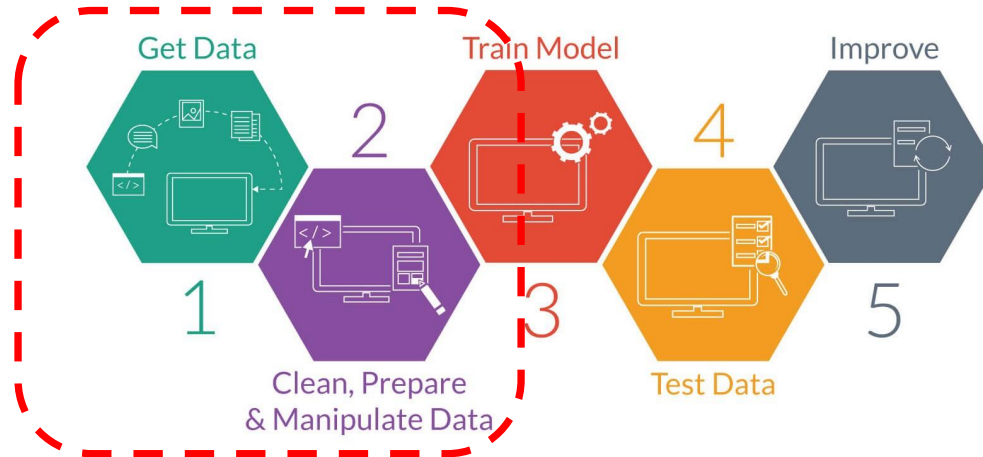 Get Data
Train Model
Improve
2
4
</>
</>
1
3
5
Clean, Prepare
& Manipulate Data
Test Data